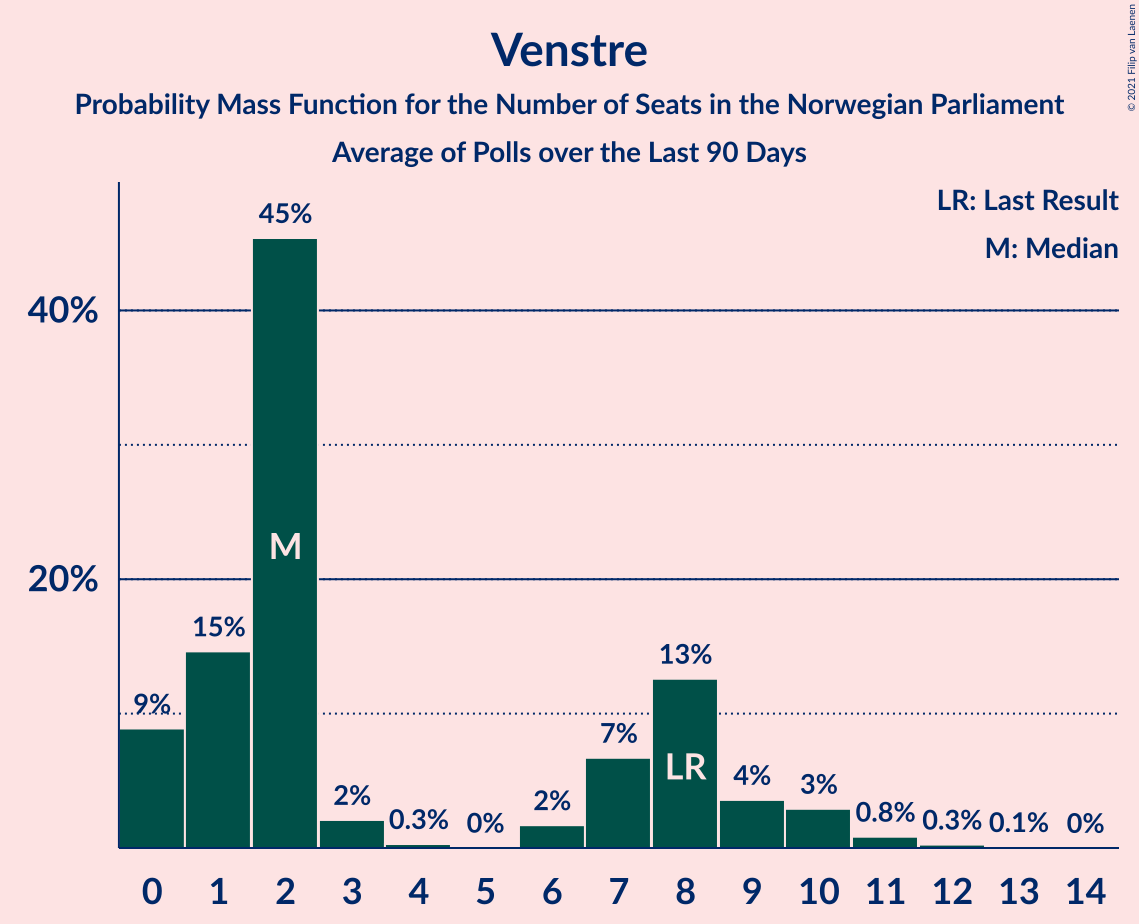 Venstre
Probability Mass Function for the Number of Seats in the Norwegian Parliament
Average of Polls over the Last 90 Days
© 2021 Filip van Laenen
LR: Last Result
M: Median
40%
20%
9%
15%
45%
2%
0.3%
0%
2%
7%
13%
4%
3%
0.8%
0.3%
0.1%
0%
M
LR
0 1 2 3 4 5 6 7 8 9 10 11 12 13 14